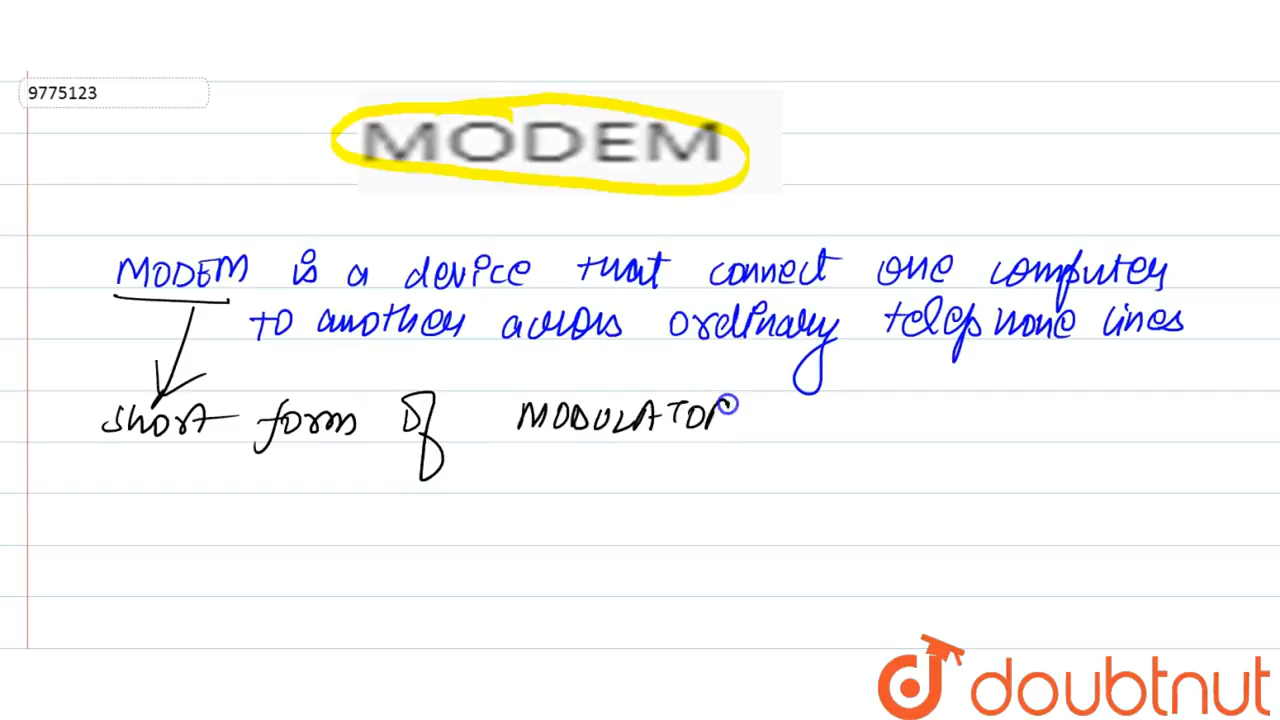 9775123
MODEM
MODEM is a device that connect one computer
to another across ordinary telephone lines
short form of MODULATOR
doubtnut